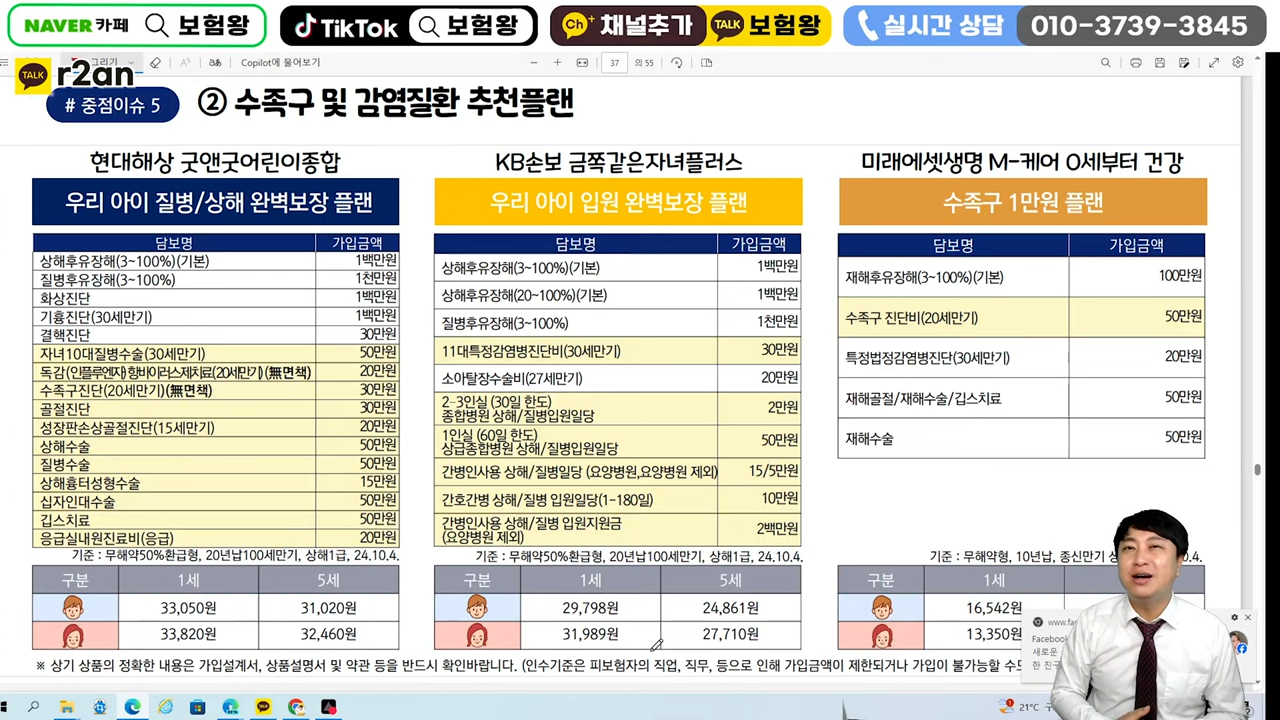 NAVER 카페 보험왕
TikTok 보험왕
Ch+ 채널추가 TALK 보험왕
실시간 상담 010-3739-3845
그리기 Copilot에 물어보기 37 의 55
TALK r2an
# 중점이슈 5 ② 수족구 및 감염질환 추천플랜
현대해상 굿앤굿어린이종합
우리 아이 질병/상해 완벽보장 플랜
담보명 가입금액
상해후유장해(3~100%)(기본) 1백만원
질병후유장해(3~100%) 1천만원
화상진단 1백만원
기흉진단(30세만기) 1백만원
결핵진단 30만원
자녀10대질병수술(30세만기) 50만원
독감(인플루엔자) 항바이러스제치료(20세만기) (無면책) 20만원
수족구진단(20세만기)(無면책) 30만원
골절진단 30만원
성장판손상골절진단(15세만기) 20만원
상해수술 50만원
질병수술 50만원
상해흉터성형수술 15만원
십자인대수술 50만원
깁스치료 50만원
응급실내원진료비(응급) 20만원
기준 : 무해약50%환급형, 20년납100세만기, 상해1급, 24.10.4.
구분 1세 5세
33,050원 31,020원
33,820원 32,460원
KB손보 금쪽같은자녀플러스
우리 아이 입원 완벽보장 플랜
담보명 가입금액
상해후유장해(3~100%)(기본) 1백만원
상해후유장해(20~100%)(기본) 1백만원
질병후유장해(3~100%) 1천만원
11대특정감염병진단비(30세만기) 30만원
소아탈장수술비(27세만기) 20만원
2-3인실 (30일 한도)
종합병원 상해/질병입원일당 2만원
1인실 (60일 한도)
상급종합병원 상해/질병입원일당 50만원
간병인사용 상해/질병일당 (요양병원,요양병원 제외) 15/5만원
간호간병 상해/질병 입원일당(1-180일) 10만원
간병인사용 상해/질병 입원지원금
(요양병원 제외) 2백만원
기준 : 무해약50%환급형, 20년납100세만기, 상해1급, 24.10.4.
구분 1세 5세
29,798원 24,861원
31,989원 27,710원
미래에셋생명 M-케어 0세부터 건강
수족구 1만원 플랜
담보명 가입금액
재해후유장해(3~100%)(기본) 100만원
수족구 진단비(20세만기) 50만원
특정법정감염병진단(30세만기) 20만원
재해골절/재해수술/깁스치료 50만원
재해수술 50만원
기준 : 무해약형, 10년납, 종신만기 상 .4.
구분 1세
16,542원
13,350원
www.fa
Facebook
새로운
한 친구
※ 상기 상품의 정확한 내용은 가입설계서, 상품설명서 및 약관 등을 반드시 확인바랍니다. (인수기준은 피보험자의 직업, 직무, 등으로 인해 가입금액이 제한되거나 가입이 불가능할 수도
21°C